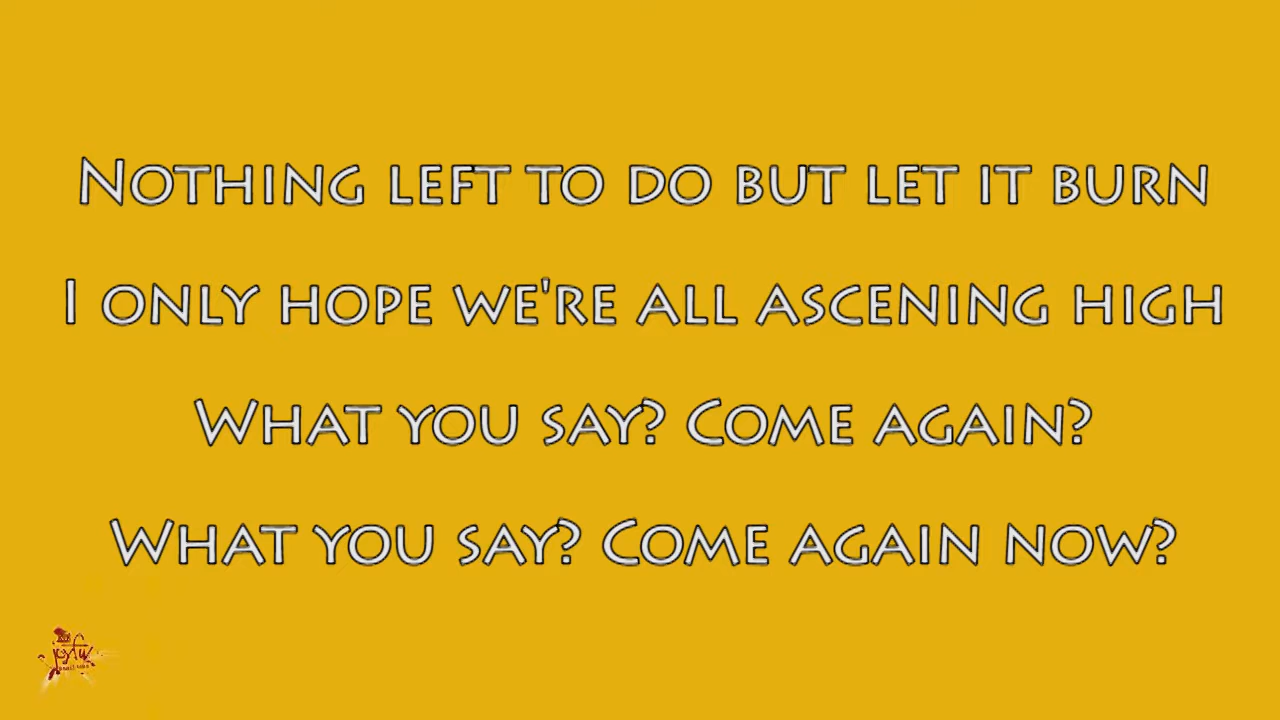 Nothing left to do but let it burn
I only hope we're all ascening high
What you say? Come again?
What you say? Come again now?